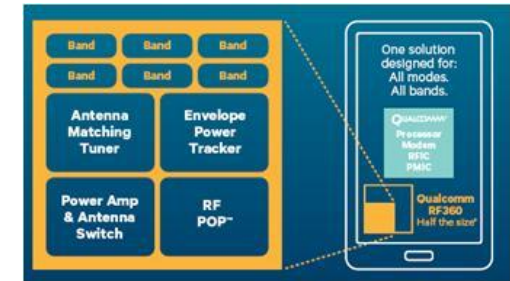 Band Band Band
Band Band Band
Antenna
Matching
Tuner
Envelope
Power
Tracker
Power Amp
& Antenna
Switch
RF
POP™
One solution
designed for:
All modes.
All bands.
QUALCOMM®
Processor
Modem
RFIC
PMIC
Qualcomm
RF360
Half the size*